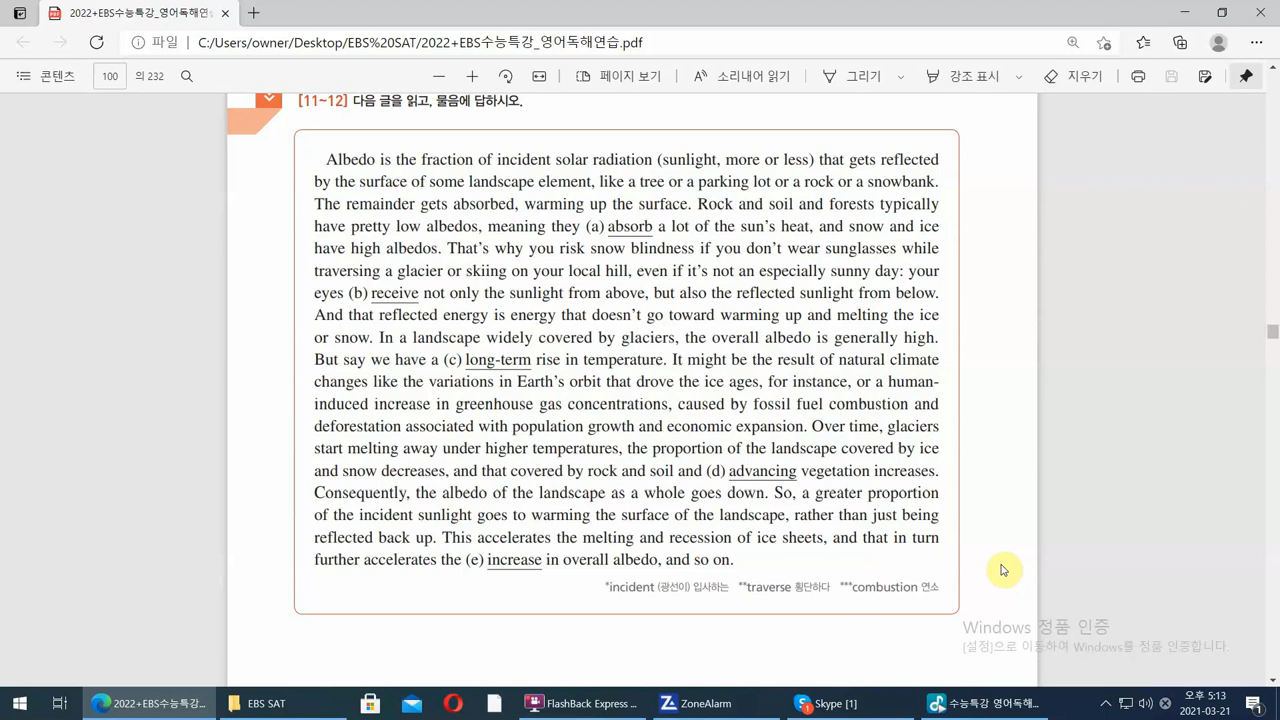 2022+EBS수능특강_영어독해연습
파일
C:/Users/owner/Desktop/EBS%20SAT/2022+EBS수능특강_영어독해연습.pdf
콘텐츠
100
의 232
페이지 보기
소리내어 읽기
그리기
강조 표시
지우기
[11~12] 다음 글을 읽고, 물음에 답하시오.
Albedo is the fraction of incident solar radiation (sunlight, more or less) that gets reflected
by the surface of some landscape element, like a tree or a parking lot or a rock or a snowbank.
The remainder gets absorbed, warming up the surface. Rock and soil and forests typically
have pretty low albedos, meaning they (a) absorb a lot of the sun's heat, and snow and ice
have high albedos. That's why you risk snow blindness if you don't wear sunglasses while
traversing a glacier or skiing on your local hill, even if it's not an especially sunny day: your
eyes (b) receive not only the sunlight from above, but also the reflected sunlight from below.
And that reflected energy is energy that doesn't go toward warming up and melting the ice
or snow. In a landscape widely covered by glaciers, the overall albedo is generally high.
But say we have a (c) long-term rise in temperature. It might be the result of natural climate
changes like the variations in Earth's orbit that drove the ice ages, for instance, or a human-
induced increase in greenhouse gas concentrations, caused by fossil fuel combustion and
deforestation associated with population growth and economic expansion. Over time, glaciers
start melting away under higher temperatures, the proportion of the landscape covered by ice
and snow decreases, and that covered by rock and soil and (d) advancing vegetation increases.
Consequently, the albedo of the landscape as a whole goes down. So, a greater proportion
of the incident sunlight goes to warming the surface of the landscape, rather than just being
reflected back up. This accelerates the melting and recession of ice sheets, and that in turn
further accelerates the (e) increase in overall albedo, and so on.
*incident (광선이) 입사하는 **traverse 횡단하다 ***combustion 연소
Windows 정품 인증
[설정]으로 이동하여 Windows를 정품 인증합니다.
2022+EBS수능특강_...
EBS SAT
FlashBack Express ...
ZoneAlarm
Skype [1]
수능특강 영어독해...
오후 5:13
2021-03-21
1